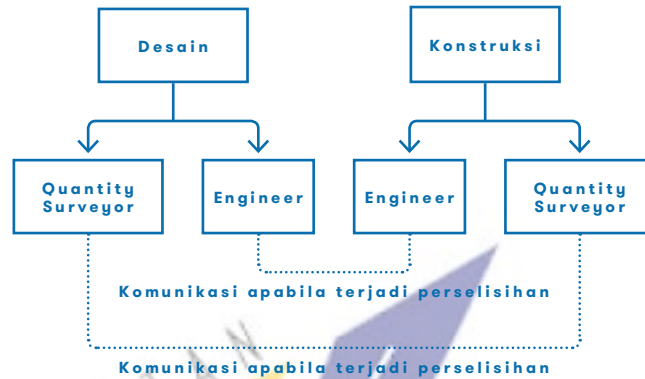 Desain
Konstruksi
Quantity
Surveyor
Engineer
Engineer
Quantity
Surveyor
Komunikasi apabila terjadi perselisihan
Komunikasi apabila terjadi perselisihan